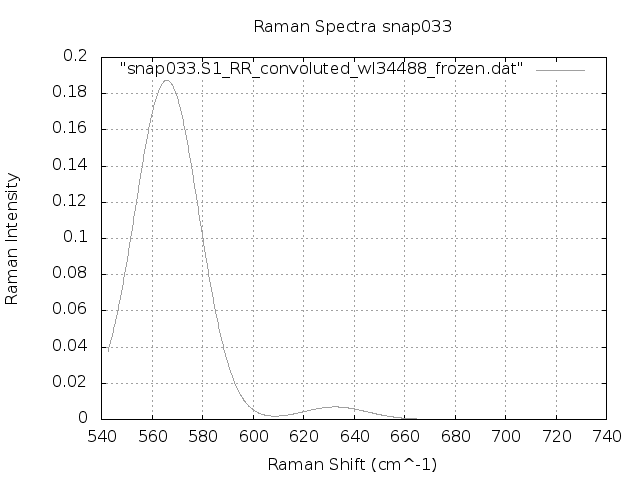 Raman Spectra snap033
"snap033.S1_RR_convoluted_wl34488_frozen.dat"
0.2
0.18
0.16
0.14
0.12
0.1
0.08
0.06
0.04
0.02
0
Raman Intensity
540 560 580 600 620 640 660 680 700 720 740
Raman Shift (cm^-1)